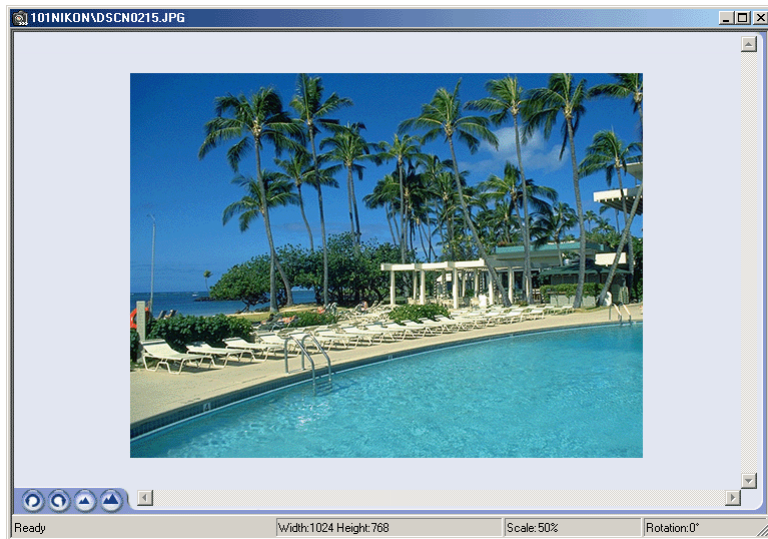 101NIKON\DSCN0215.JPG
Ready
Width:1024 Height:768
Scale:50%
Rotation:0°